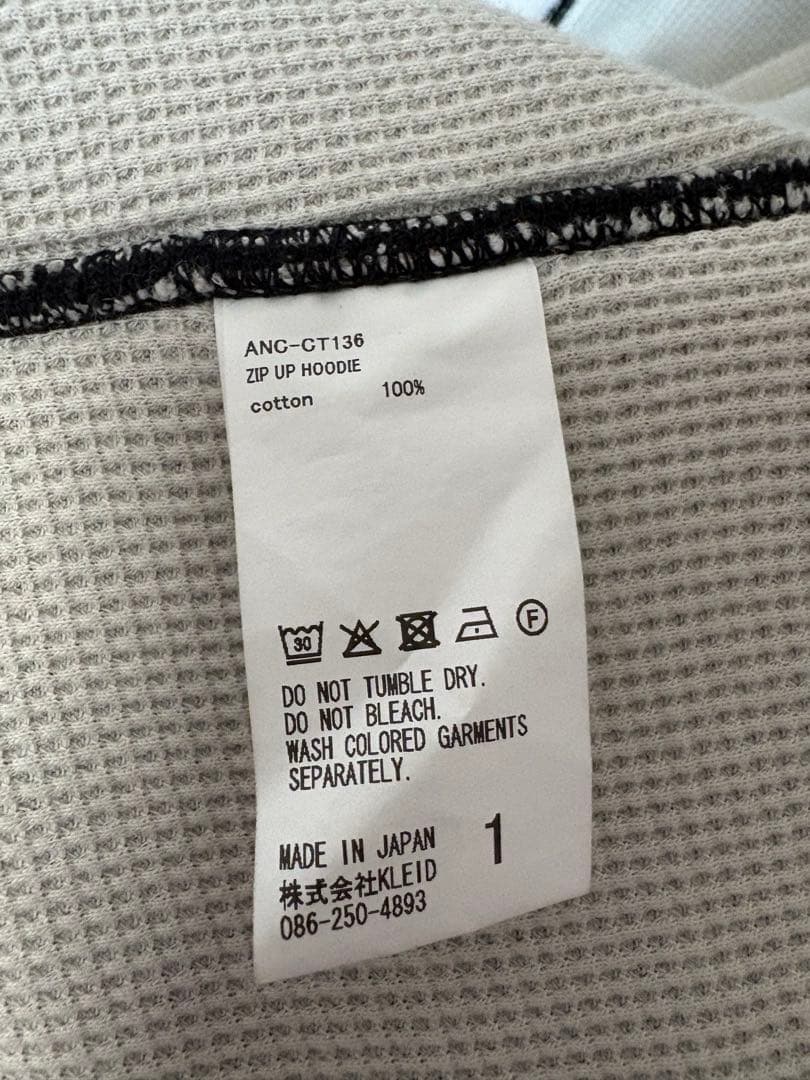 ANC-CT136
ZIP UP HOODIE
cotton 100%
30 F
DO NOT TUMBLE DRY.
DO NOT BLEACH.
WASH COLORED GARMENTS
SEPARATELY.
MADE IN JAPAN 1
株式会社KLEID
086-250-4893